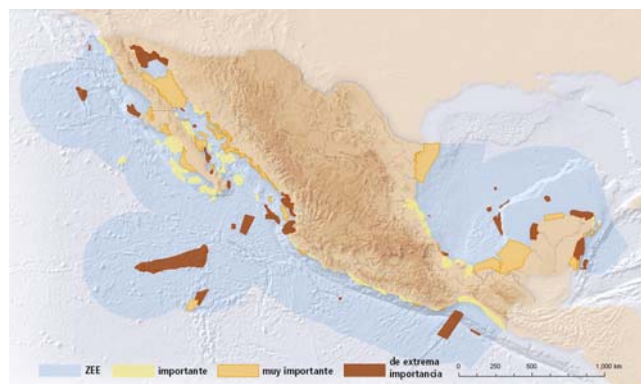 ZEE
importante
muy importante
de extrema
importancia
0 250 500 1,000 km